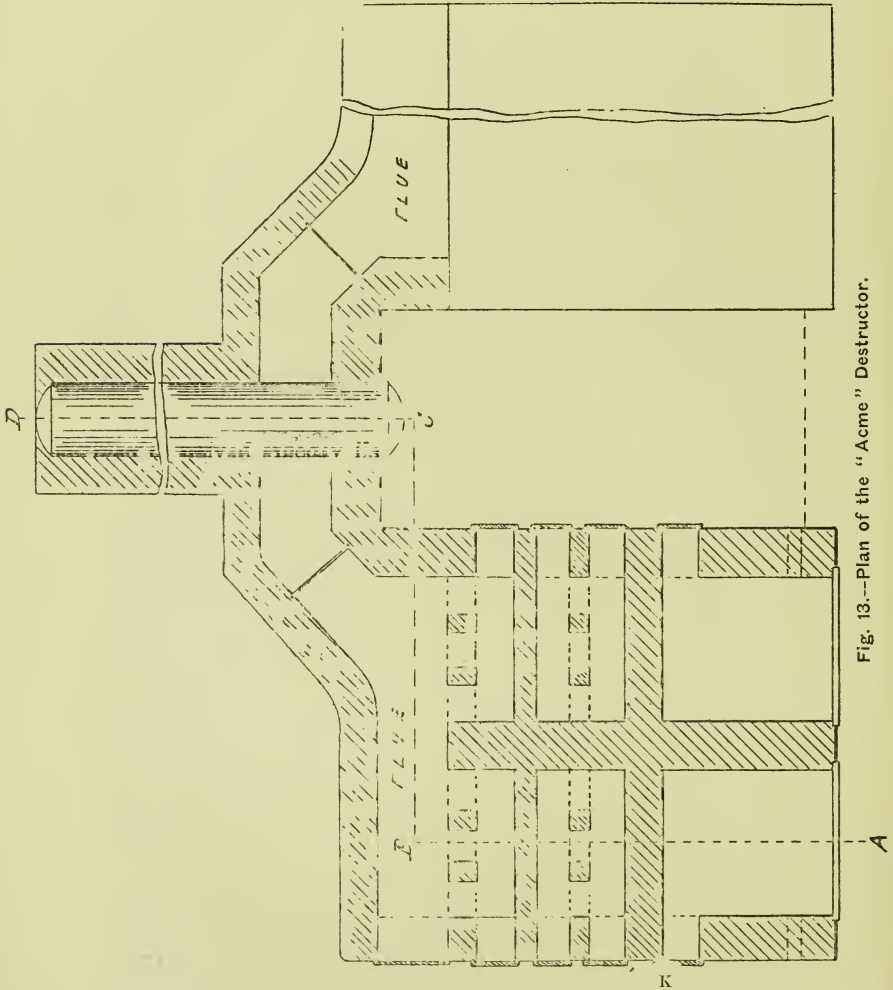 D
FLUE
C
FLUE
B
A
K
Fig. 13.--Plan of the “Acme” Destructor.